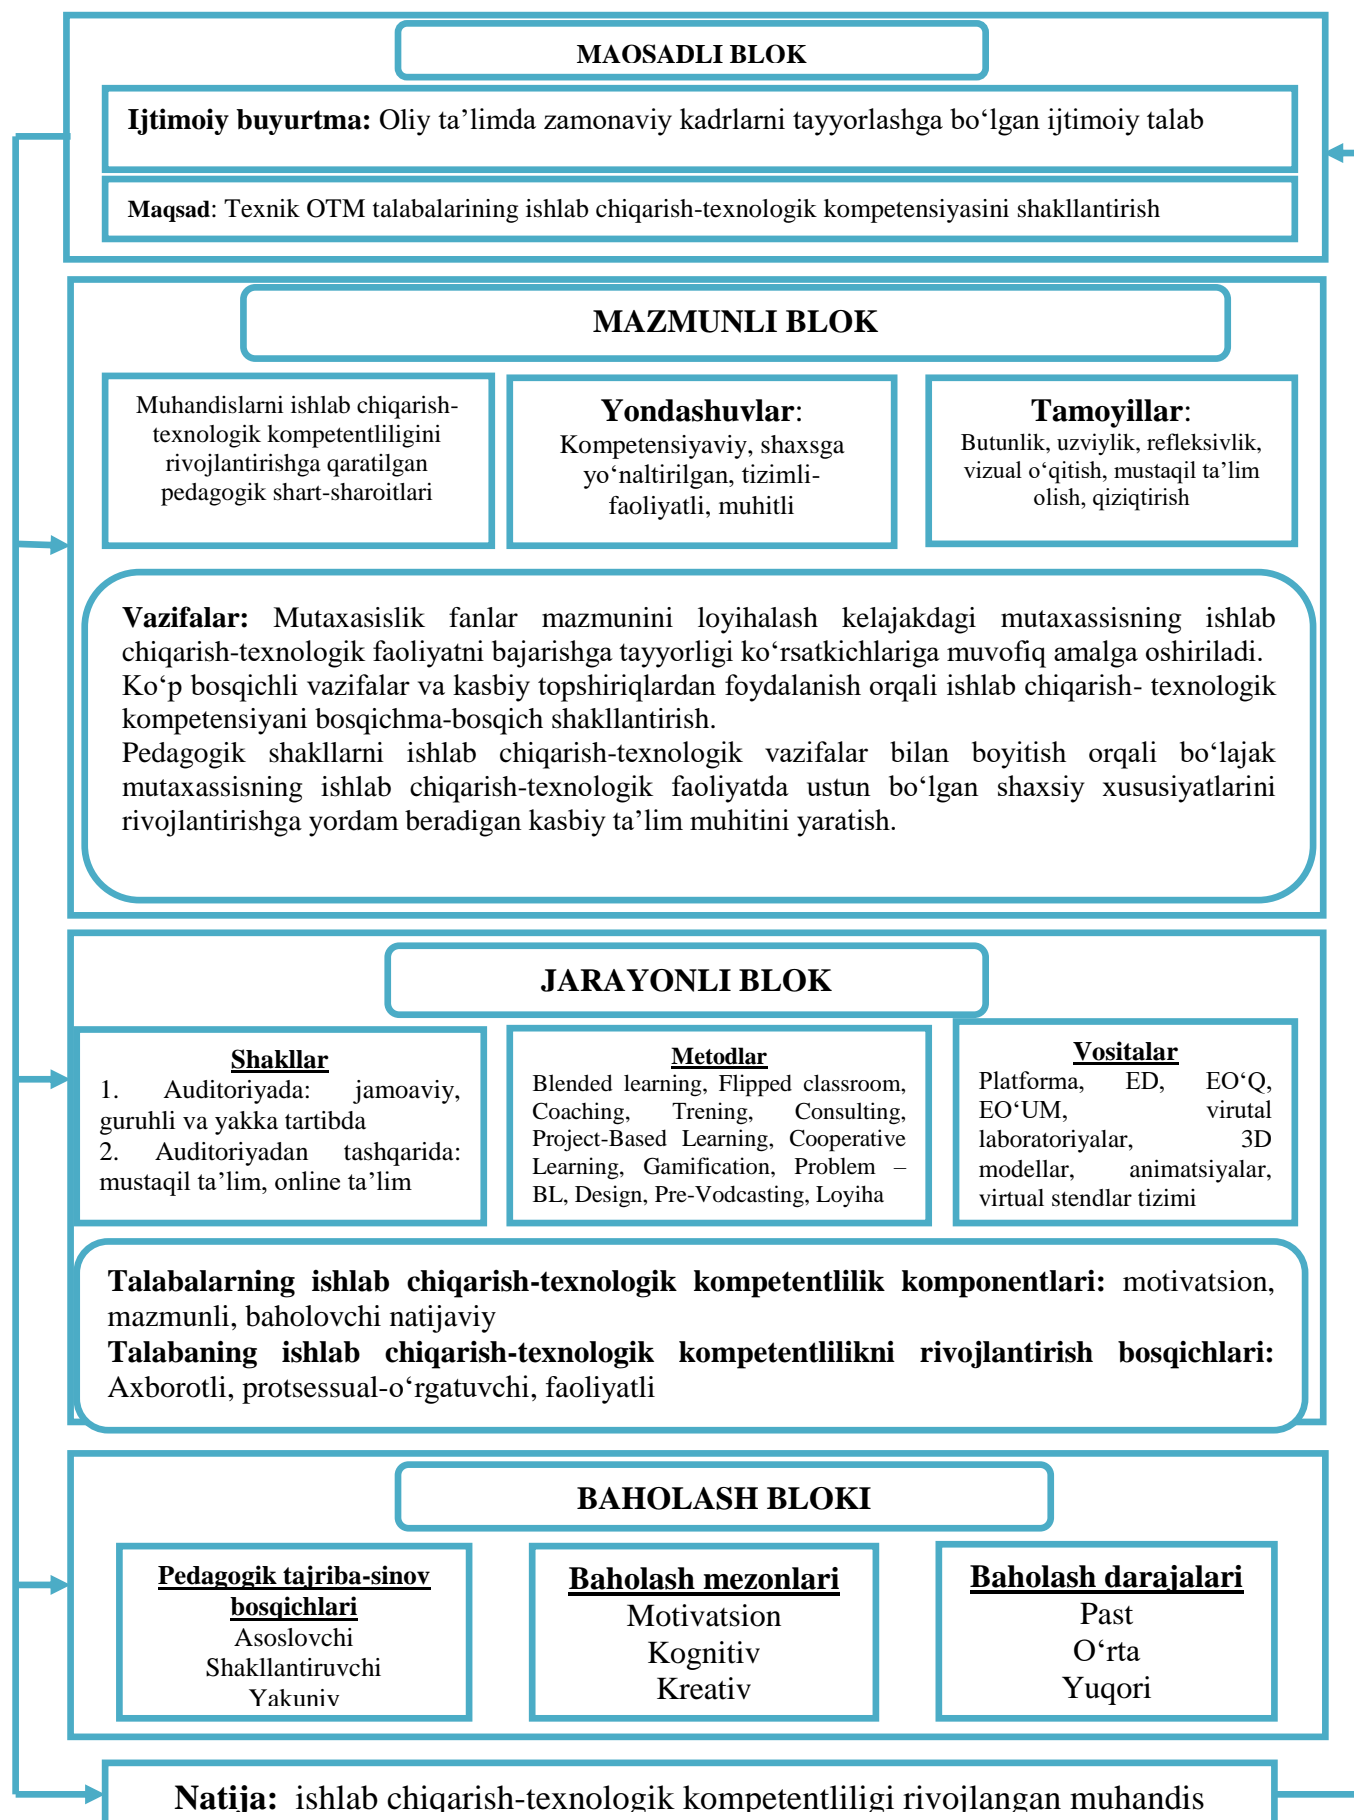 MAOSADLI BLOK
Ijtimoiy buyurtma: Oliy ta’limda zamonaviy kadrlarni tayyorlashga bo‘lgan ijtimoiy talab
Maqsad: Texnik OTM talabalarining ishlab chiqarish-texnologik kompetensiyasini shakllantirish
MAZMUNLI BLOK
Muhandislarni ishlab chiqarish-
texnologik kompetentliligini
rivojlantirishga qaratilgan
pedagogik shart-sharoitlari
Yondashuvlar:
Kompetensiyaviy, shaxsga
yo‘naltirilgan, tizimli-
faoliyatli, muhitli
Tamoyillar:
Butunlik, uzviylik, refleksivlik,
vizual o‘qitish, mustaqil ta’lim
olish, qiziqtirish
Vazifalar: Mutaxasislik fanlar mazmunini loyihalash kelajakdagi mutaxassisning ishlab
chiqarish-texnologik faoliyatni bajarishga tayyorligi ko‘rsatkichlariga muvofiq amalga oshiriladi.
Ko‘p bosqichli vazifalar va kasbiy topshiriqlardan foydalanish orqali ishlab chiqarish- texnologik
kompetensiyani bosqichma-bosqich shakllantirish.
Pedagogik shakllarni ishlab chiqarish-texnologik vazifalar bilan boyitish orqali bo‘lajak
mutaxassisning ishlab chiqarish-texnologik faoliyatda ustun bo‘lgan shaxsiy xususiyatlarini
rivojlantirishga yordam beradigan kasbiy ta’lim muhitini yaratish.
JARAYONLI BLOK
Shakllar
1. Auditoriyada: jamoaviy,
guruhli va yakka tartibda
2. Auditoriyadan tashqarida:
mustaqil ta’lim, online ta’lim
Metodlar
Blended learning, Flipped classroom,
Coaching, Trening, Consulting,
Project-Based Learning, Cooperative
Learning, Gamification, Problem –
BL, Design, Pre-Vodcasting, Loyiha
Vositalar
Platforma, ED, EO‘Q,
EO‘UM, virutal
laboratoriyalar, 3D
modellar, animatsiyalar,
virtual stendlar tizimi
Talabalarning ishlab chiqarish-texnologik kompetentlilik komponentlari: motivatsion,
mazmunli, baholovchi natijaviy
Talabaning ishlab chiqarish-texnologik kompetentlilikni rivojlantirish bosqichlari:
Axborotli, protsessual-o‘rgatuvchi, faoliyatli
BAHOLASH BLOKI
Pedagogik tajriba-sinov
bosqichlari
Asoslovchi
Shakllantiruvchi
Yakuniy
Baholash mezonlari
Motivatsion
Kognitiv
Kreativ
Baholash darajalari
Past
O‘rta
Yuqori
Natija: ishlab chiqarish-texnologik kompetentliligi rivojlangan muhandis